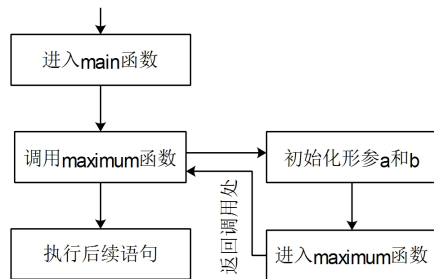 进入main函数
调用maximum函数
初始化形参a和b
返回调用处
执行后续语句
进入maximum函数